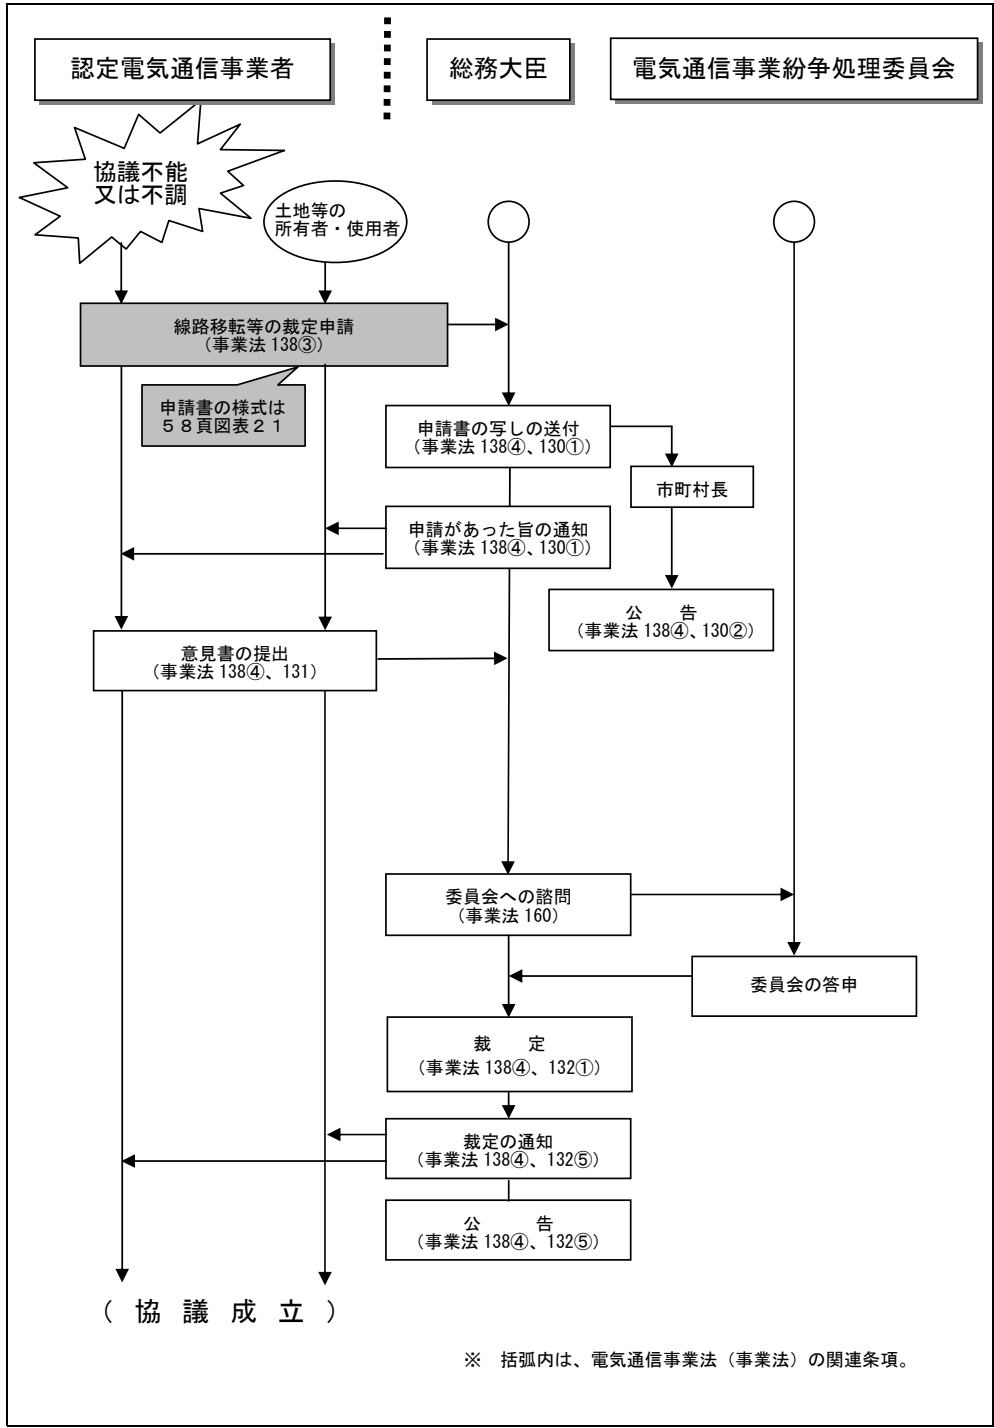 認定電気通信事業者
総務大臣
電気通信事業紛争処理委員会
協議不能
又は不調
土地等の
所有者・使用者
線路移転等の裁定申請
（事業法 138③）
申請書の様式は
５８頁図表２１
申請書の写しの送付
（事業法 138④、130①）
市町村長
申請があった旨の通知
（事業法 138④、130①）
公　　告
（事業法 138④、130②）
意見書の提出
（事業法 138④、131）
委員会への諮問
（事業法 160）
委員会の答申
裁　　定
（事業法 138④、132①）
裁定の通知
（事業法 138④、132⑤）
公　　　告
（事業法 138④、132⑤）
（　協　議　成　立　）
※　括弧内は、電気通信事業法（事業法）の関連条項。